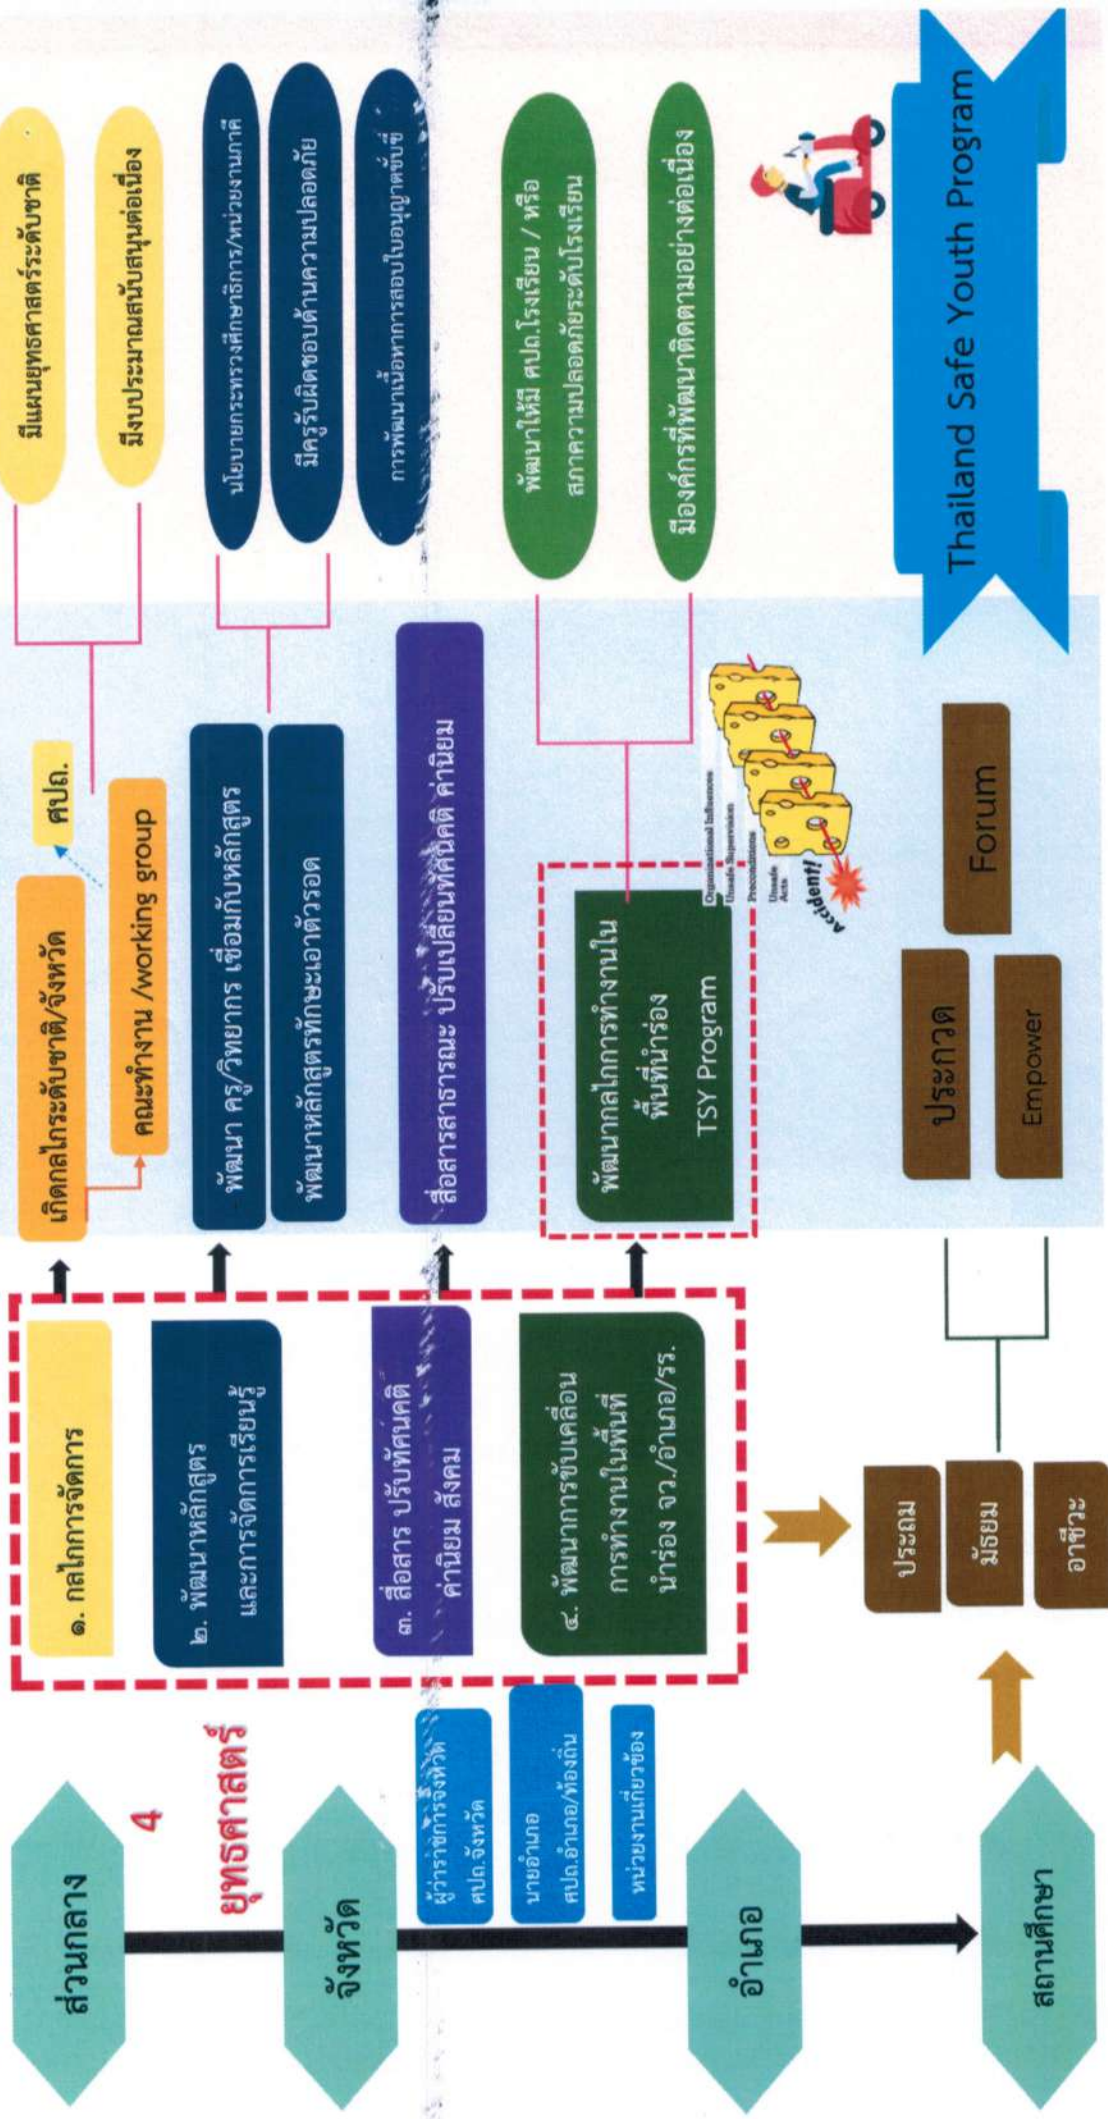 ส่วนกลาง
4
ยุทธศาสตร์
จังหวัด
ผู้ว่าราชการจังหวัด
ศปถ.จังหวัด
นายอำเภอ
ศปถ.อำเภอ/ท้องถิ่น
หน่วยงานเกี่ยวข้อง
อำเภอ
สถานศึกษา
๑. กลไกการจัดการ
๒. พัฒนาหลักสูตร
และการจัดการเรียนรู้
๓. สื่อสาร ปรับทัศนคติ
ค่านิยม สังคม
๔. พัฒนาการขับเคลื่อน
การทำงานในพื้นที่
นำร่อง จว./อำเภอ/รร.
ประถม
มัธยม
อาชีวะ
เกิดกลไกระดับชาติ/จังหวัด
ศปถ.
คณะทำงาน /working group
พัฒนา ครู/วิทยากร เชื่อมกับหลักสูตร
พัฒนาหลักสูตรทักษะเอาตัวรอด
สื่อสารสาธารณะ ปรับเปลี่ยนทัศนคติ ค่านิยม
พัฒนากลไกการทำงานใน
พื้นที่นำร่อง
TSY Program
Organizational Influences
Unsafe Supervision
Preconditions
Unsafe
Acts
Accident!
ประกวด
Empower
Forum
มีแผนยุทธศาสตร์ระดับชาติ
มีงบประมาณสนับสนุนต่อเนื่อง
นโยบายกระทรวงศึกษาธิการ/หน่วยงานภาคี
มีครูรับผิดชอบด้านความปลอดภัย
การพัฒนาเนื้อหาการสอบใบอนุญาตขับขี่
พัฒนาให้มี ศปถ.โรงเรียน / หรือ
สภาความปลอดภัยระดับโรงเรียน
มีองค์กรที่พัฒนาติดตามอย่างต่อเนื่อง
Thailand Safe Youth Program